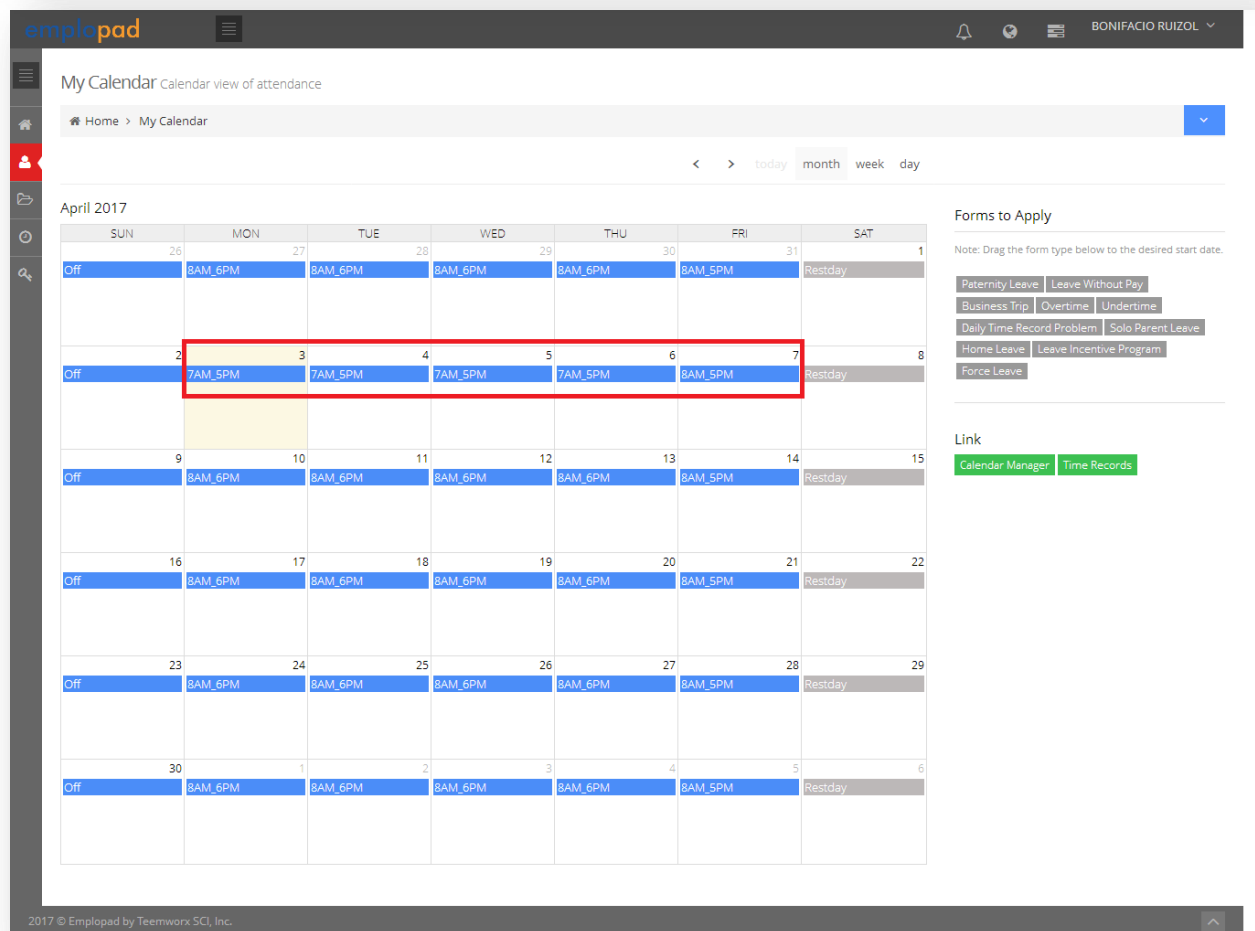 emplopad
BONIFACIO RUIZOL
My Calendar Calendar view of attendance
Home > My Calendar
< > today month week day
April 2017
SUN MON TUE WED THU FRI SAT
26 27 28 29 30 31 1
Off 8AM_6PM 8AM_6PM 8AM_6PM 8AM_6PM 8AM_5PM Restday
2 3 4 5 6 7 8
Off 7AM_5PM 7AM_5PM 7AM_5PM 7AM_5PM 8AM_5PM Restday
9 10 11 12 13 14 15
Off 8AM_6PM 8AM_6PM 8AM_6PM 8AM_6PM 8AM_5PM Restday
16 17 18 19 20 21 22
Off 8AM_6PM 8AM_6PM 8AM_6PM 8AM_6PM 8AM_5PM Restday
23 24 25 26 27 28 29
Off 8AM_6PM 8AM_6PM 8AM_6PM 8AM_6PM 8AM_5PM Restday
30 1 2 3 4 5 6
Off 8AM_6PM 8AM_6PM 8AM_6PM 8AM_6PM 8AM_5PM Restday
Forms to Apply
Note: Drag the form type below to the desired start date.
Paternity Leave Leave Without Pay
Business Trip Overtime Undertime
Daily Time Record Problem Solo Parent Leave
Home Leave Leave Incentive Program
Force Leave
Link
Calendar Manager Time Records
2017 © Emplopad by Teemworx SCI, Inc.